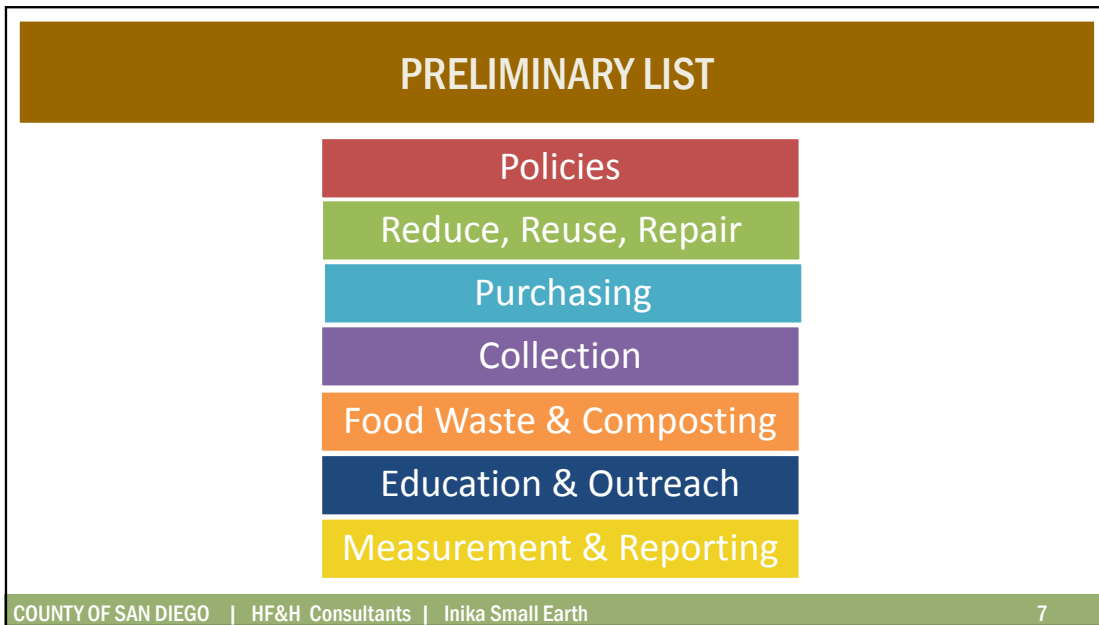 PRELIMINARY LIST
Policies
Reduce, Reuse, Repair
Purchasing
Collection
Food Waste & Composting
Education & Outreach
Measurement & Reporting
COUNTY OF SAN DIEGO | HF&H Consultants | Inika Small Earth 7